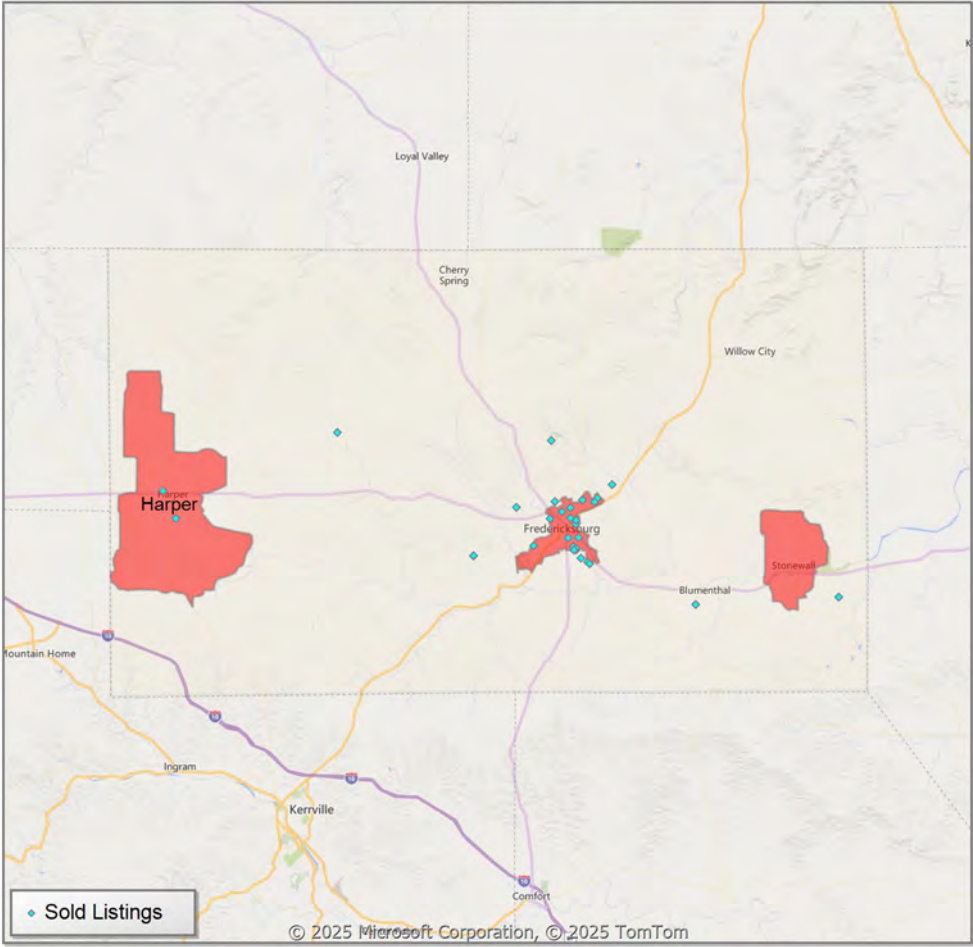 K
Loyal Valley
Cherry
Spring
Willow City
Harper
Harper
Fredericksburg
Stonewall
Blumenthal
Mountain Home
Ingram
Kerrville
Comfort
Sold Listings
© 2025 Microsoft Corporation, © 2025 TomTom